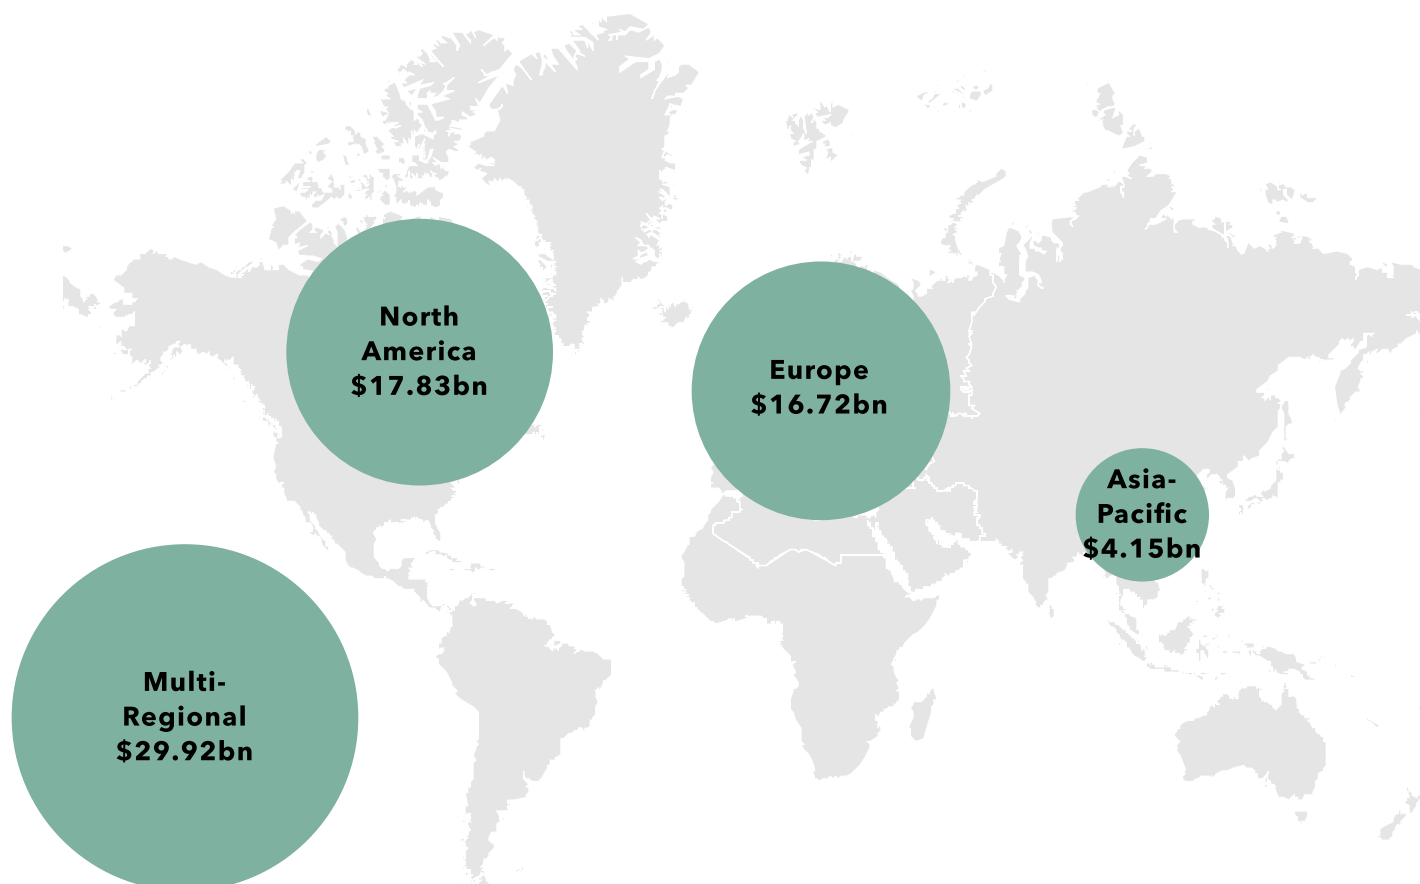 North
America
$17.83bn
Europe
$16.72bn
Asia-
Pacific
$4.15bn
Multi-
Regional
$29.92bn